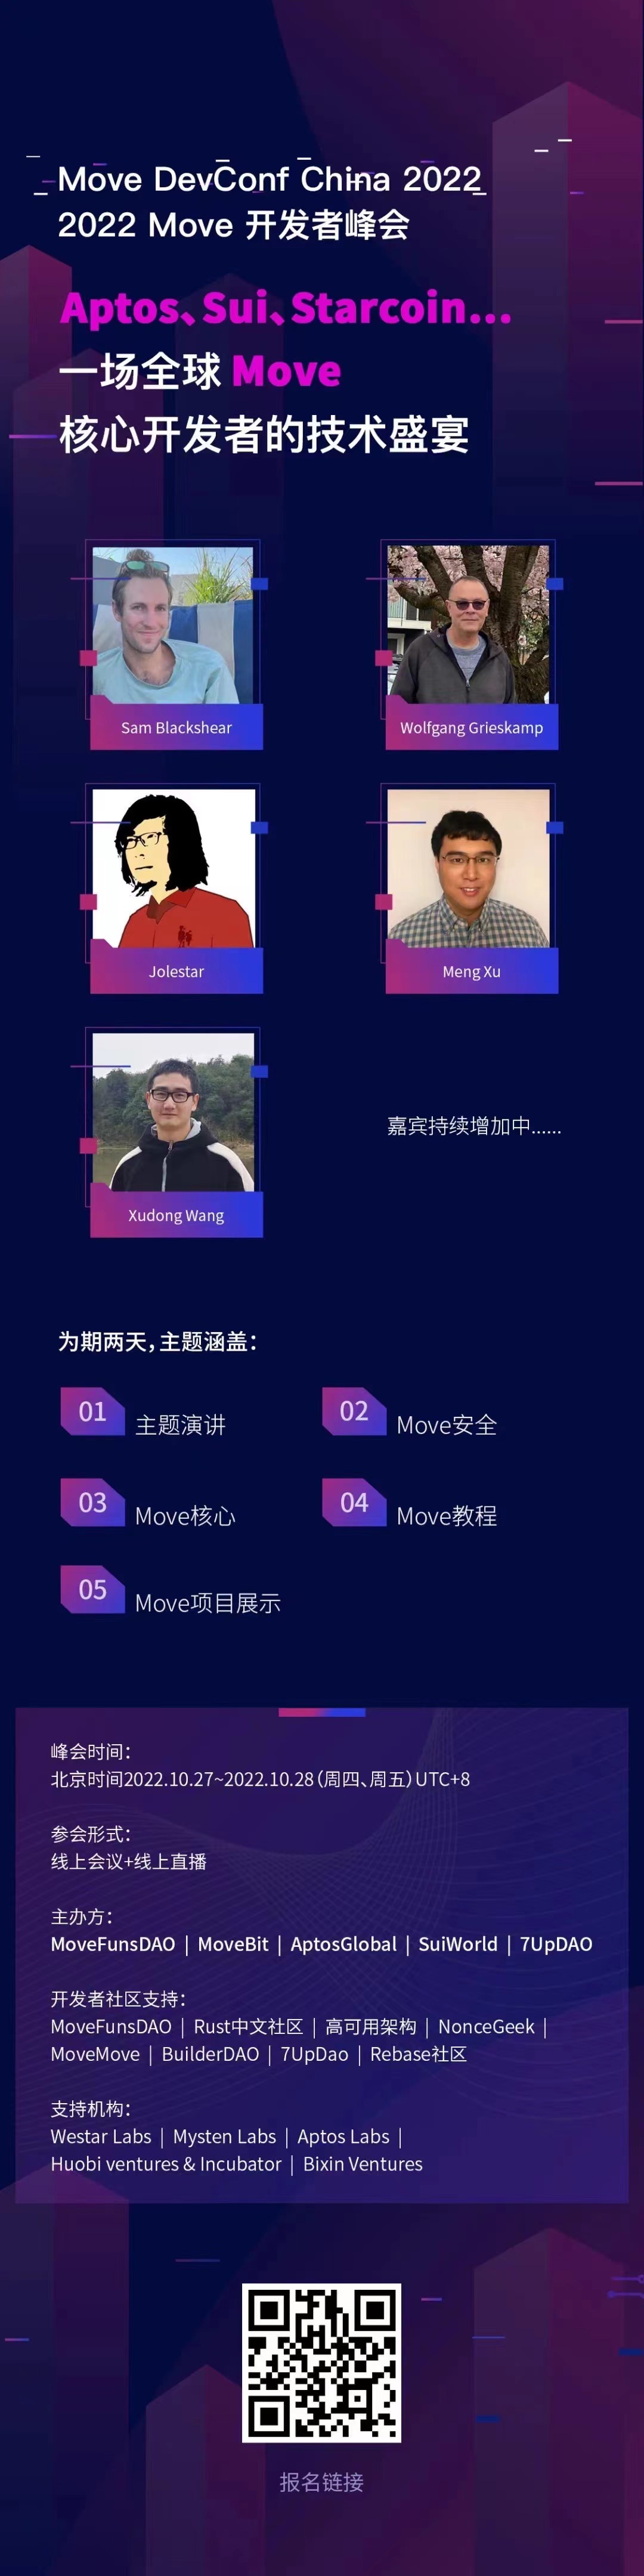 Move DevConf China 2022
2022 Move 开发者峰会
Aptos、Sui、Starcoin...
一场全球 Move
核心开发者的技术盛宴
Sam Blackshear
Wolfgang Grieskamp
Jolestar
Meng Xu
Xudong Wang
嘉宾持续增加中......
为期两天，主题涵盖：
01 主题演讲
02 Move安全
03 Move核心
04 Move教程
05 Move项目展示
峰会时间：
北京时间2022.10.27~2022.10.28（周四、周五）UTC+8
参会形式：
线上会议+线上直播
主办方：
MoveFunsDAO | MoveBit | AptosGlobal | SuiWorld | 7UpDAO
开发者社区支持：
MoveFunsDAO | Rust中文社区 | 高可用架构 | NonceGeek |
MoveMove | BuilderDAO | 7UpDao | Rebase社区
支持机构：
Westar Labs | Mysten Labs | Aptos Labs |
Huobi ventures & Incubator | Bixin Ventures
报名链接